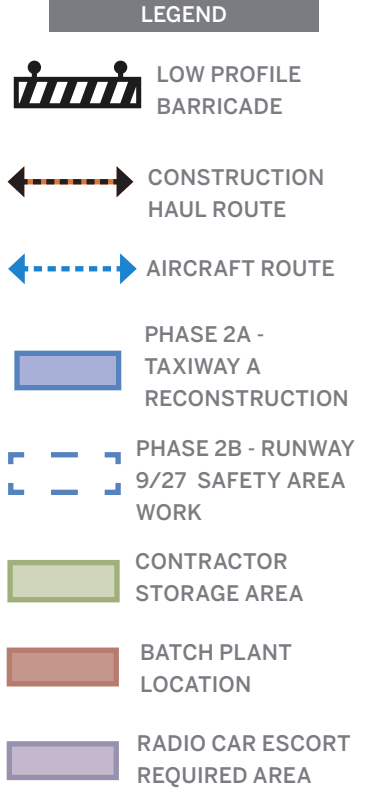 LEGEND
LOW PROFILE
BARRICADE
CONSTRUCTION
HAUL ROUTE
AIRCRAFT ROUTE
PHASE 2A -
TAXIWAY A
RECONSTRUCTION
PHASE 2B - RUNWAY
9/27 SAFETY AREA
WORK
CONTRACTOR
STORAGE AREA
BATCH PLANT
LOCATION
RADIO CAR ESCORT
REQUIRED AREA